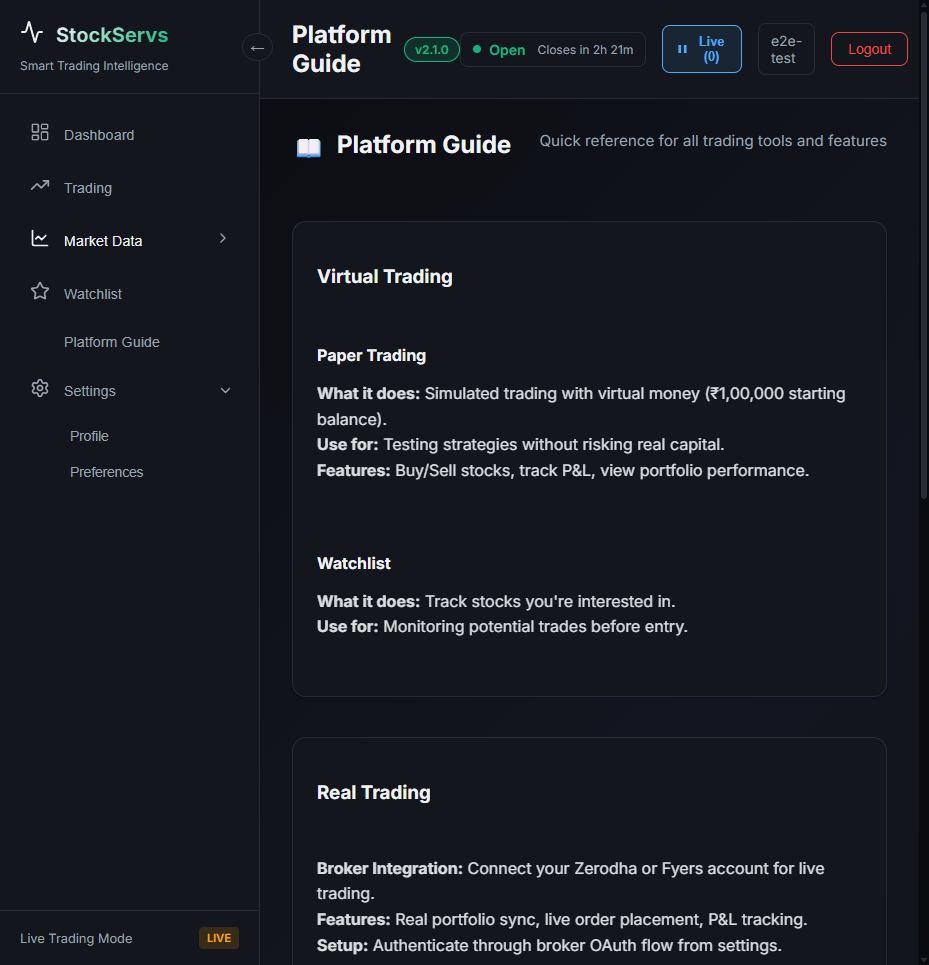 StockServs
Smart Trading Intelligence
←
Dashboard
Trading
Market Data
Watchlist
Platform Guide
Settings
Profile
Preferences
Live Trading Mode
LIVE
Platform
Guide
v2.1.0
Open
Closes in 2h 21m
Live
(0)
e2e-
test
Logout
Platform Guide
Quick reference for all trading tools and features
Virtual Trading
Paper Trading
What it does: Simulated trading with virtual money (₹1,00,000 starting
balance).
Use for: Testing strategies without risking real capital.
Features: Buy/Sell stocks, track P&L, view portfolio performance.
Watchlist
What it does: Track stocks you're interested in.
Use for: Monitoring potential trades before entry.
Real Trading
Broker Integration: Connect your Zerodha or Fyers account for live
trading.
Features: Real portfolio sync, live order placement, P&L tracking.
Setup: Authenticate through broker OAuth flow from settings.